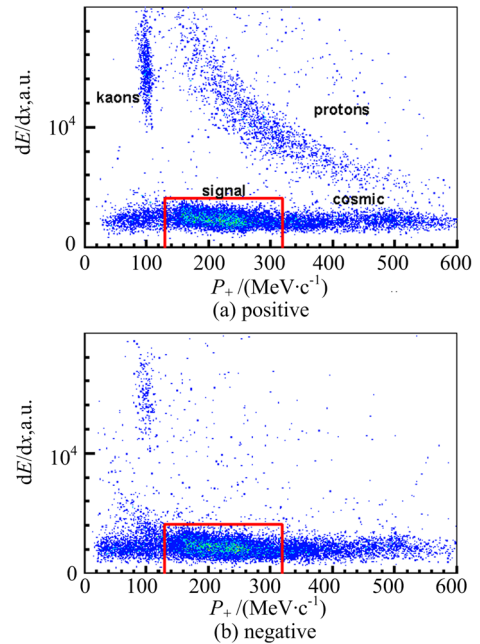 dE/dx,a.u.
10⁴
0
kaons
protons
signal
cosmic
0 100 200 300 400 500 600
P₊ /(MeV·c⁻¹)
(a) positive
dE/dx,a.u.
10⁴
0
0 100 200 300 400 500 600
P₊ /(MeV·c⁻¹)
(b) negative